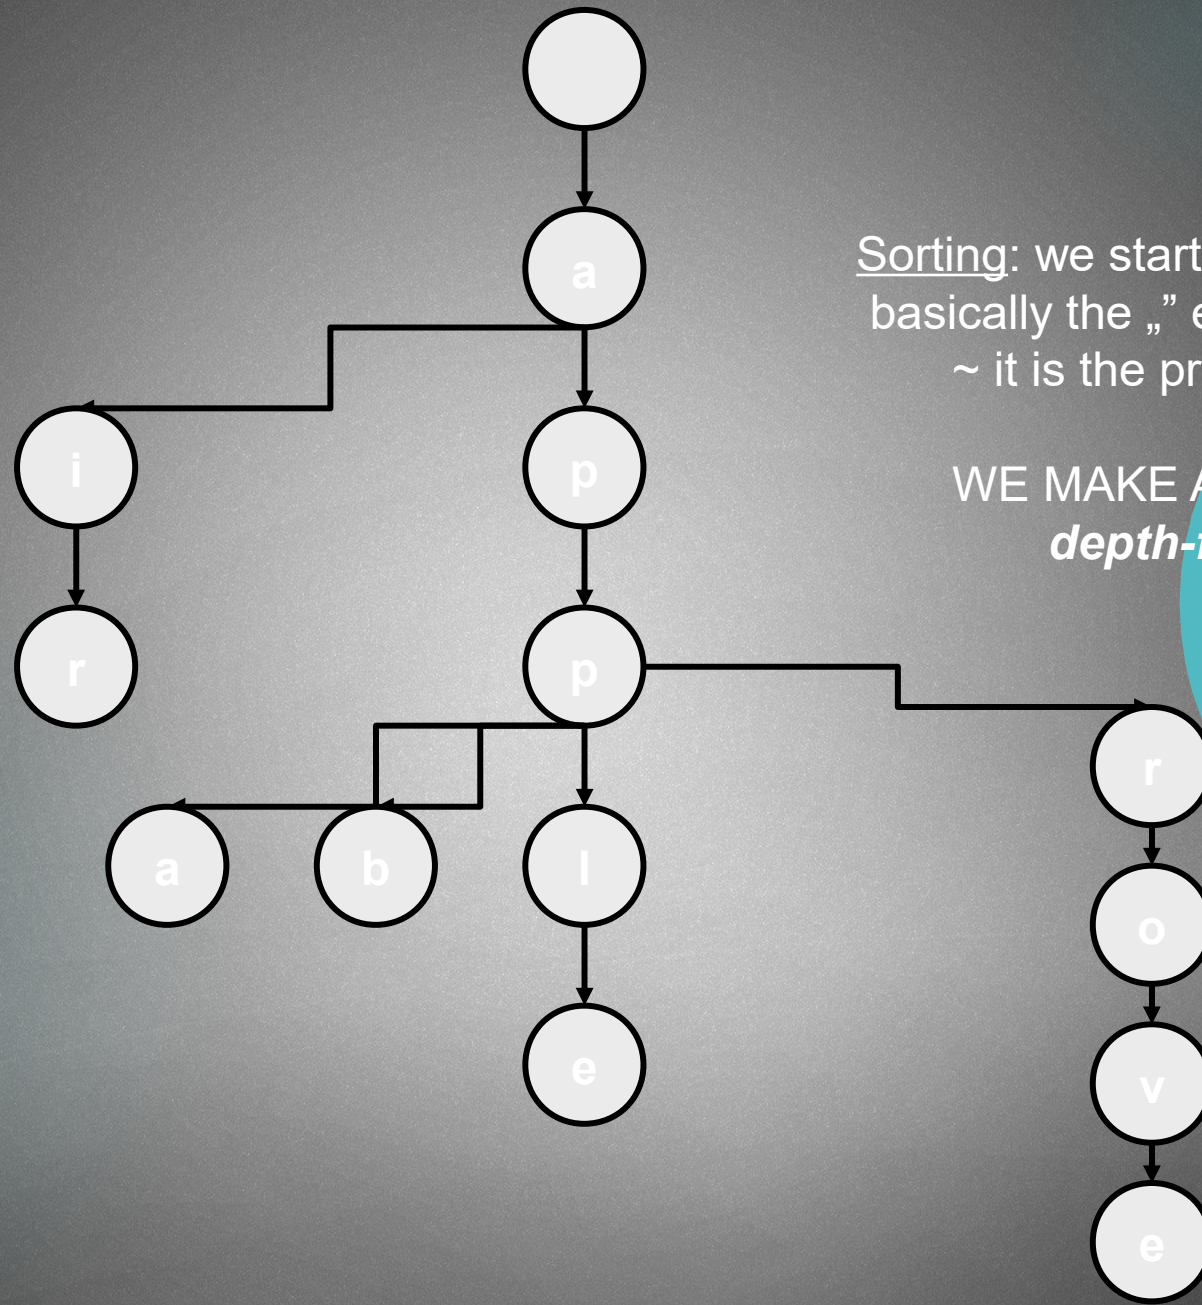 a
Sorting: we start
basically the „” e
~ it is the pr
i
p
WE MAKE A
depth-f
r
p
r
a
b
l
o
e
v
e